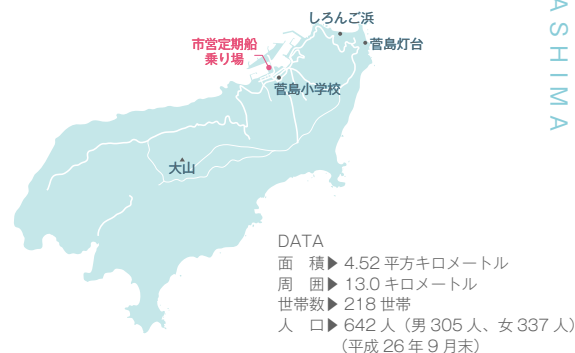 しろんご浜
市営定期船
乗り場
菅島灯台
菅島小学校
大山
ASHIMA
DATA
面　積▶ 4.52 平方キロメートル
周　囲▶ 13.0 キロメートル
世帯数▶ 218 世帯
人　口▶ 642 人（男 305 人、女 337 人）
（平成 26 年 9 月末）